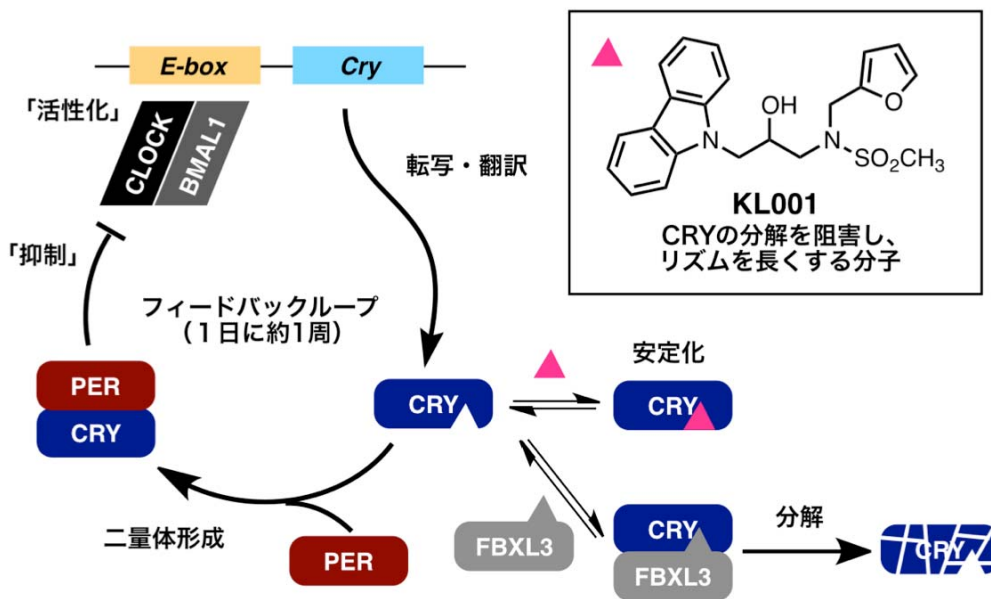 E-box
Cry
「活性化」
CLOCK
BMAL1
「抑制」
転写・翻訳
フィードバックループ
（１日に約1周）
PER
CRY
二量体形成
PER
CRY
安定化
CRY
FBXL3
CRY
FBXL3
分解
CRY
OH
N
N
O
SO₂CH₃
KL001
CRYの分解を阻害し、
リズムを長くする分子